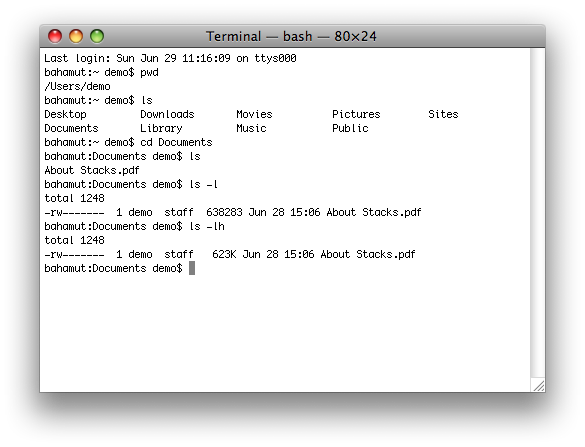 Terminal — bash — 80×24
Last login: Sun Jun 29 11:16:09 on ttys000
bahamut:~ demo$ pwd
/Users/demo
bahamut:~ demo$ ls
Desktop Downloads Movies Pictures Sites
Documents Library Music Public
bahamut:~ demo$ cd Documents
bahamut:Documents demo$ ls
About Stacks.pdf
bahamut:Documents demo$ ls -l
total 1248
-rw------- 1 demo staff 638283 Jun 28 15:06 About Stacks.pdf
bahamut:Documents demo$ ls -lh
total 1248
-rw------- 1 demo staff 623K Jun 28 15:06 About Stacks.pdf
bahamut:Documents demo$